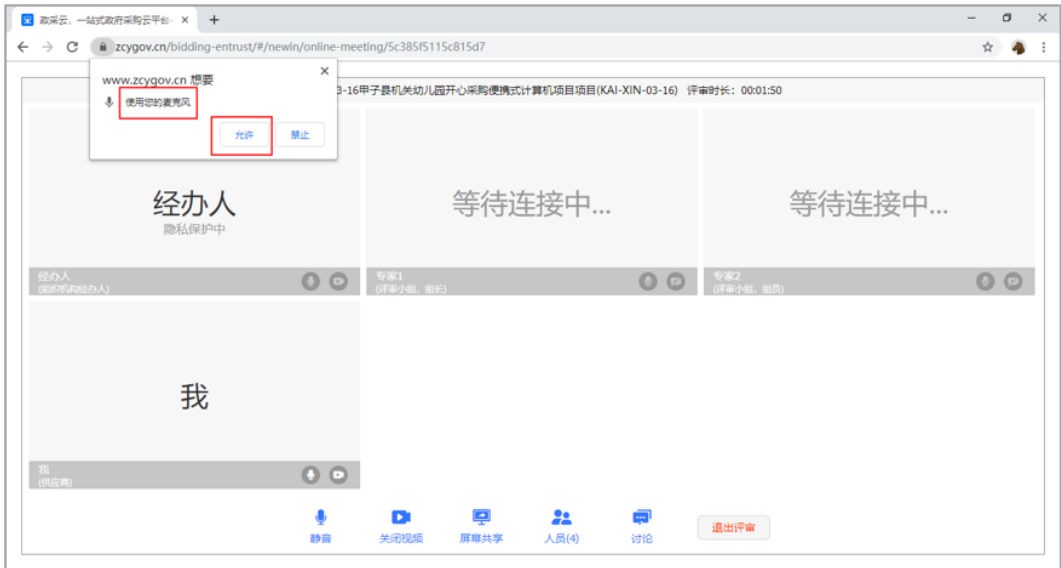 政采云，一站式政府采购云平台-
zcygov.cn/bidding-entrust/#/newin/online-meeting/5c385f5115c815d7
www.zcygov.cn 想要
使用您的麦克风
允许 禁止
3-16甲子县机关幼儿园开心采购便携式计算机项目项目(KAI-XIN-03-16) 评审时长：00:01:50
经办人
隐私保护中
经办人
(组织机构经办人)
等待连接中...
专家1
(评审小组，组长)
等待连接中...
专家2
(评审小组，组员)
我
我
(供应商)
静音 关闭视频 屏幕共享 人员(4) 讨论 退出评审